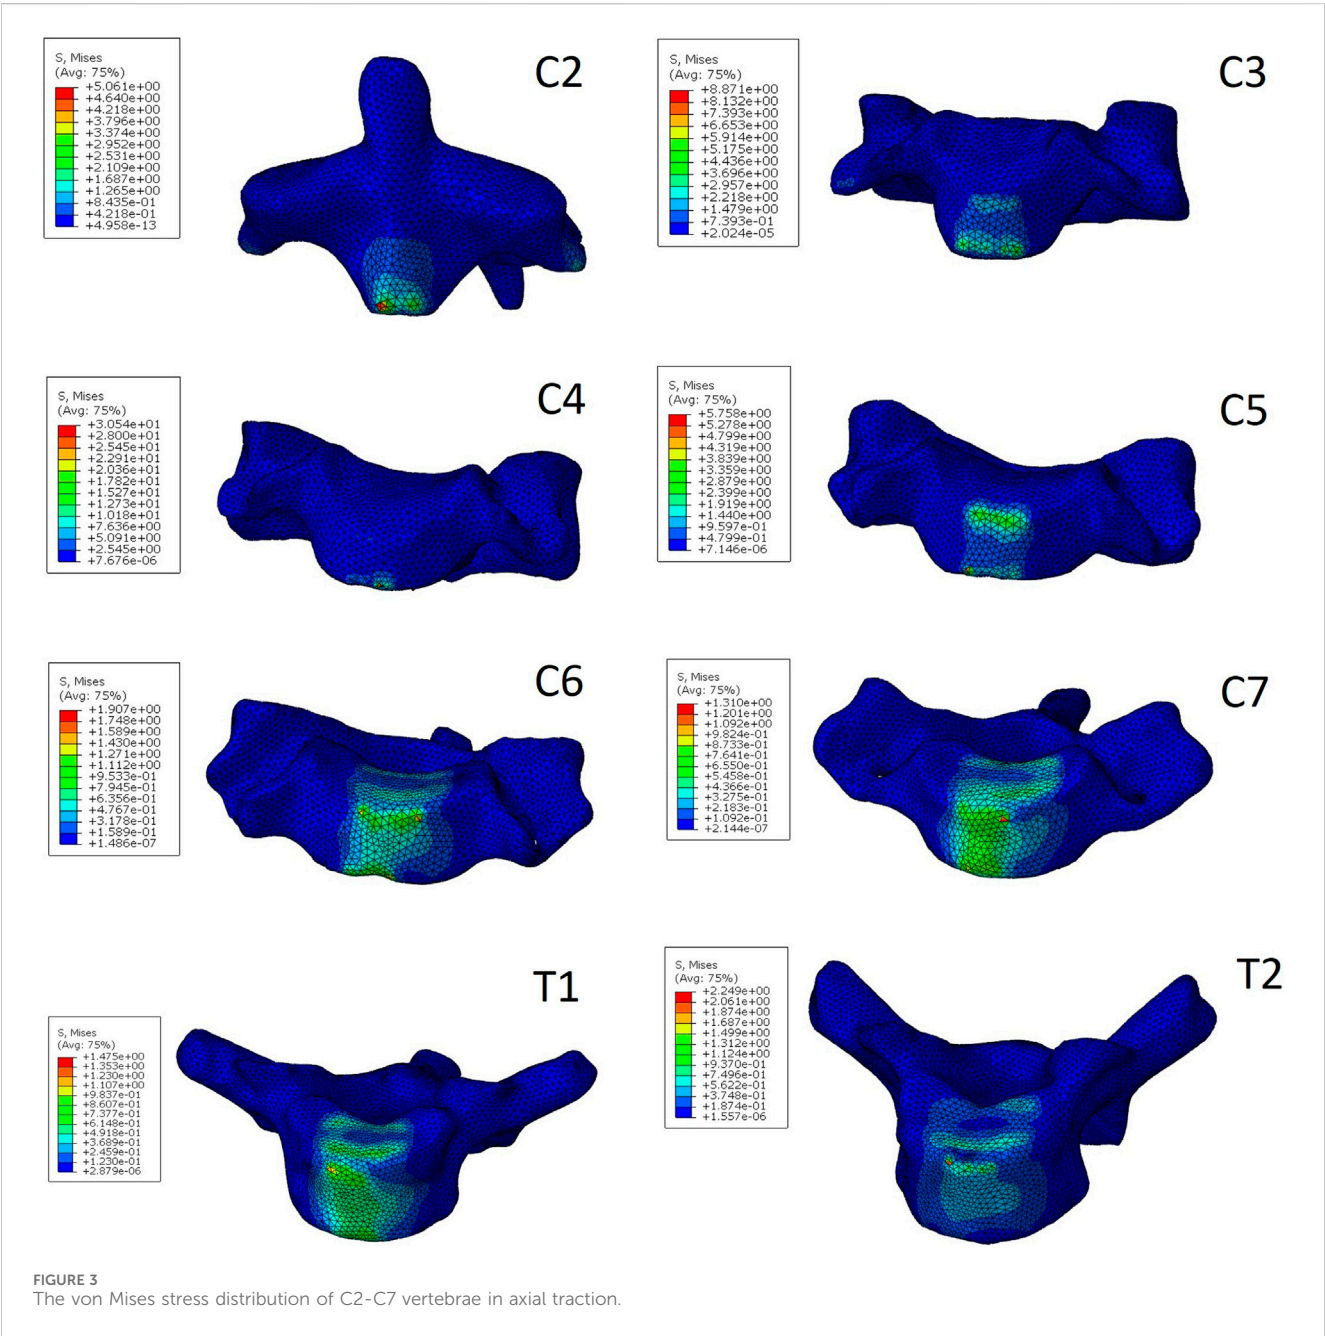 S, Mises
(Avg: 75%)
+5.061e+00
+4.640e+00
+4.218e+00
+3.796e+00
+3.374e+00
+2.952e+00
+2.531e+00
+2.109e+00
+1.687e+00
+1.265e+00
+8.435e-01
+4.218e-01
+4.958e-13
C2
S, Mises
(Avg: 75%)
+8.871e+00
+8.132e+00
+7.393e+00
+6.653e+00
+5.914e+00
+5.175e+00
+4.436e+00
+3.696e+00
+2.957e+00
+2.218e+00
+1.479e+00
+7.393e-01
+2.024e-05
C3
S, Mises
(Avg: 75%)
+3.054e+01
+2.800e+01
+2.545e+01
+2.291e+01
+2.036e+01
+1.782e+01
+1.527e+01
+1.273e+01
+1.018e+01
+7.636e+00
+5.091e+00
+2.545e+00
+7.676e-06
C4
S, Mises
(Avg: 75%)
+5.758e+00
+5.278e+00
+4.799e+00
+4.319e+00
+3.839e+00
+3.359e+00
+2.879e+00
+2.399e+00
+1.919e+00
+1.440e+00
+9.597e-01
+4.799e-01
+7.146e-06
C5
S, Mises
(Avg: 75%)
+1.907e+00
+1.748e+00
+1.589e+00
+1.430e+00
+1.271e+00
+1.112e+00
+9.533e-01
+7.945e-01
+6.356e-01
+4.767e-01
+3.178e-01
+1.589e-01
+1.486e-07
C6
S, Mises
(Avg: 75%)
+1.310e+00
+1.201e+00
+1.092e+00
+9.824e-01
+8.733e-01
+7.641e-01
+6.550e-01
+5.458e-01
+4.366e-01
+3.275e-01
+2.183e-01
+1.092e-01
+2.144e-07
C7
S, Mises
(Avg: 75%)
+1.475e+00
+1.353e+00
+1.230e+00
+1.107e+00
+9.837e-01
+8.607e-01
+7.377e-01
+6.148e-01
+4.918e-01
+3.689e-01
+2.459e-01
+1.230e-01
+2.879e-06
T1
S, Mises
(Avg: 75%)
+2.249e+00
+2.061e+00
+1.874e+00
+1.687e+00
+1.499e+00
+1.312e+00
+1.124e+00
+9.370e-01
+7.496e-01
+5.622e-01
+3.748e-01
+1.874e-01
+1.557e-06
T2
FIGURE 3
The von Mises stress distribution of C2-C7 vertebrae in axial traction.